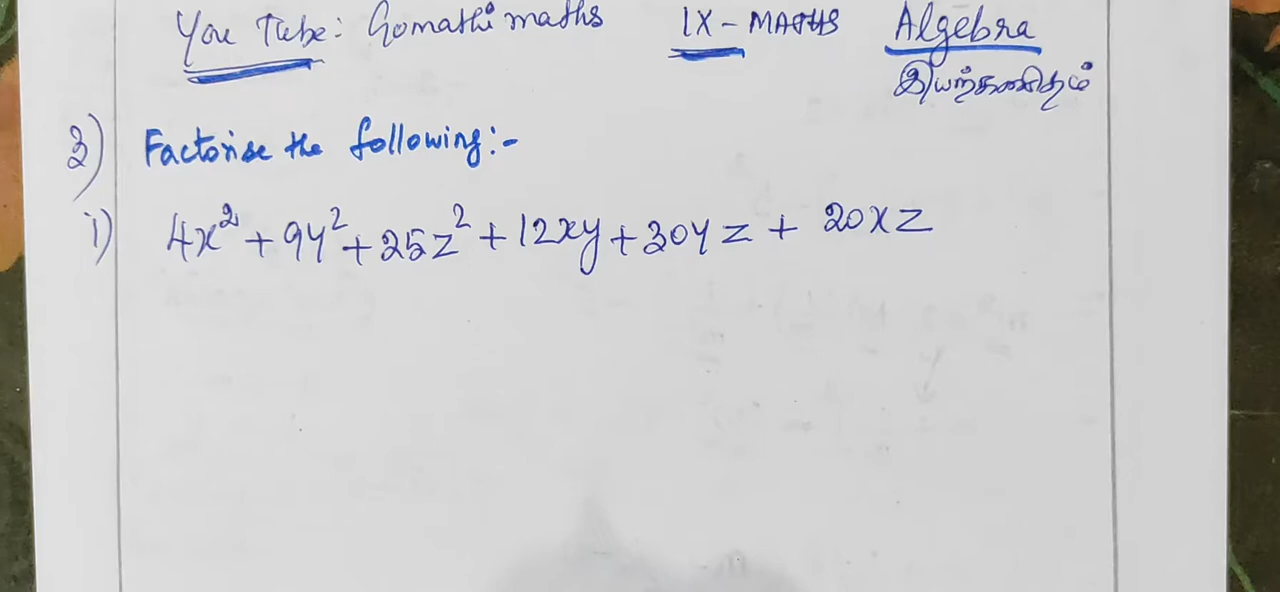 You Tube: Gomathi maths IX - MATHS Algebra
இயற்கணிதம்
3) Factorise the following:-
i) 4x² + 9y² + 25z² + 12xy + 30yz + 20xz